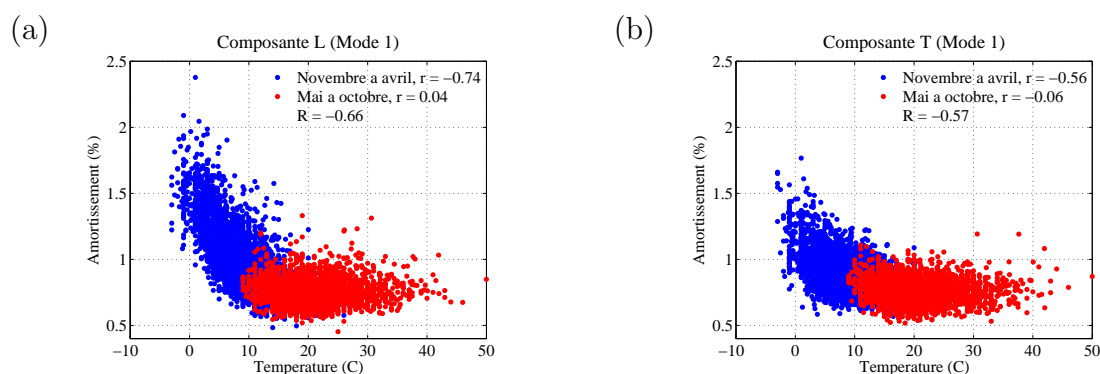 (a)
Composante L (Mode 1)
Novembre a avril, r = −0.74
Mai a octobre, r = 0.04
R = −0.66
Amortissement (%)
2.5
2
1.5
1
0.5
−10 0 10 20 30 40 50
Temperature (C)
(b)
Composante T (Mode 1)
Novembre a avril, r = −0.56
Mai a octobre, r = −0.06
R = −0.57
Amortissement (%)
2.5
2
1.5
1
0.5
−10 0 10 20 30 40 50
Temperature (C)